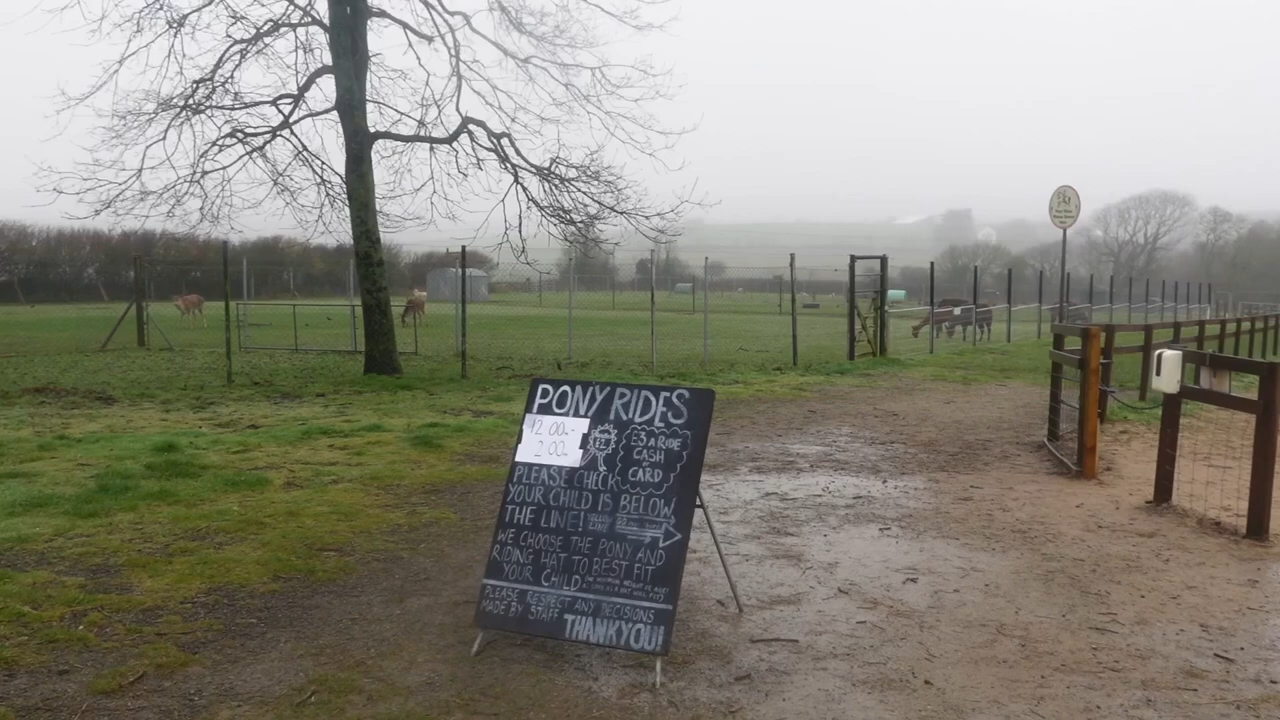 PONY RIDES
12.00 -
2.00
£3 A RIDE
CASH
or
CARD
PLEASE CHECK
YOUR CHILD IS BELOW
THE LINE!
WE CHOOSE THE PONY AND
RIDING HAT TO BEST FIT
YOUR CHILD
PLEASE RESPECT ANY DECISIONS
MADE BY STAFF
THANKYOU!